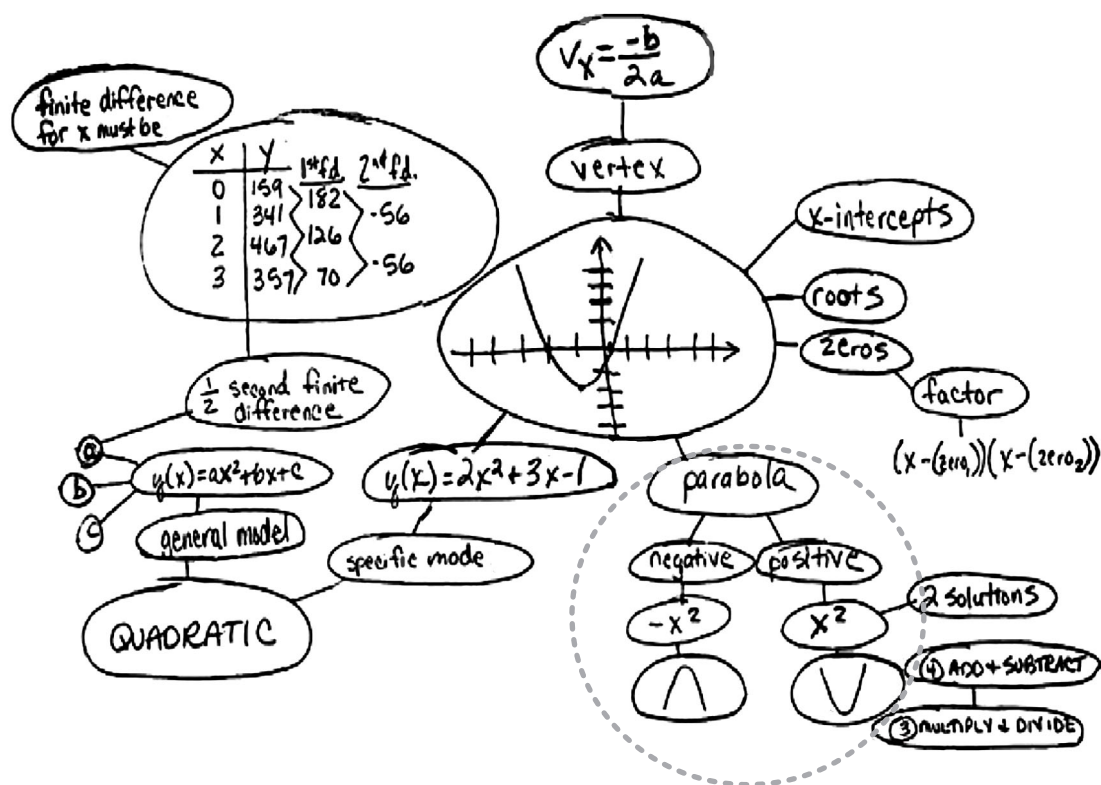 Vx = -b/2a
vertex
finite difference
for x must be
X Y 1st fd. 2nd fd.
0 159
182
1 341 -56
126
2 467 -56
3 357 70
x-intercepts
roots
zeros
factor
(x-(zero1))(x-(zero2))
1/2 second finite
difference
a
b
c
y(x)=ax²+bx+c
general model
QUADRATIC
y(x)=2x²+3x-1
specific mode
parabola
negative
positive
-x²
x²
2 solutions
④ ADD + SUBTRACT
③ MULTIPLY + DIVIDE